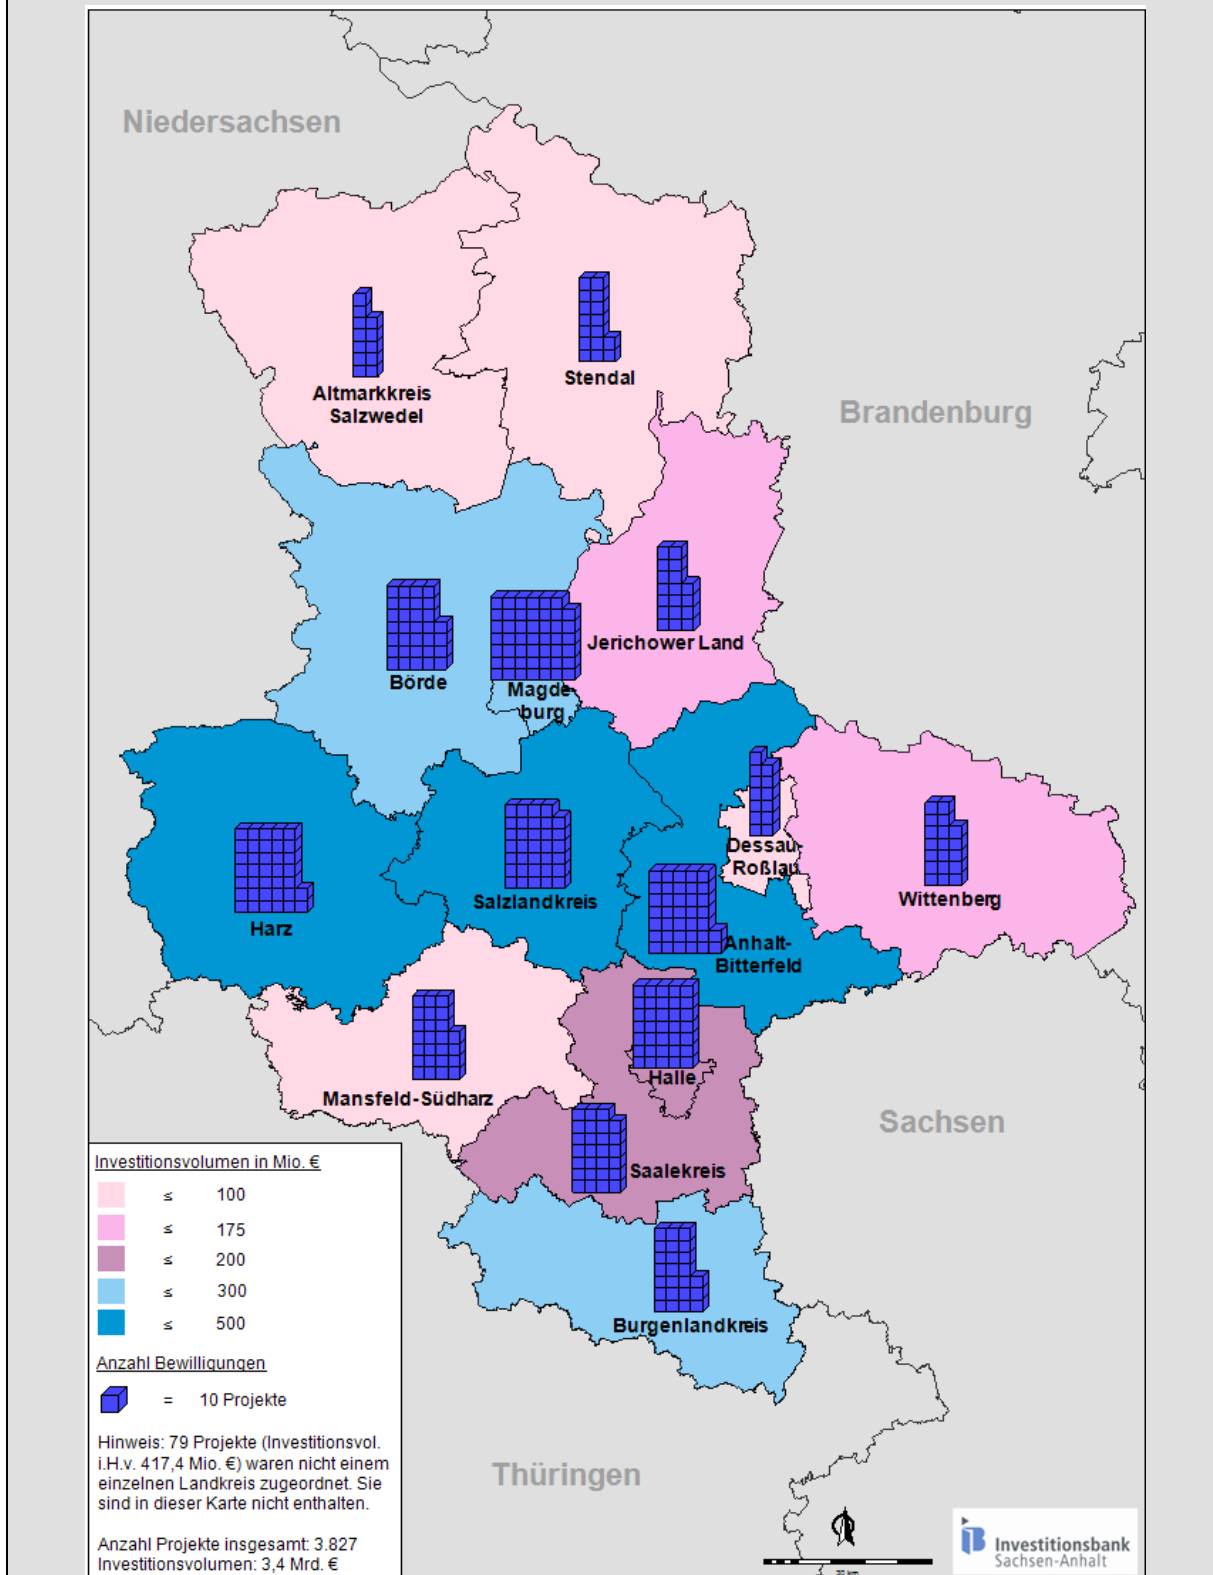 Niedersachsen
Altmarkkreis
Salzwedel
Stendal
Brandenburg
Jerichower Land
Börde
Magde-
burg
Dessau-
Roßlau
Wittenberg
Salzlandkreis
Harz
Anhalt-
Bitterfeld
Halle
Mansfeld-Südharz
Sachsen
Saalekreis
Burgenlandkreis
Thüringen
Investitionsvolumen in Mio. €
≤ 100
≤ 175
≤ 200
≤ 300
≤ 500
Anzahl Bewilligungen
= 10 Projekte
Hinweis: 79 Projekte (Investitionsvol.
i.H.v. 417,4 Mio. €) waren nicht einem
einzelnen Landkreis zugeordnet. Sie
sind in dieser Karte nicht enthalten.
Anzahl Projekte insgesamt: 3.827
Investitionsvolumen: 3,4 Mrd. €
Investitionsbank
Sachsen-Anhalt